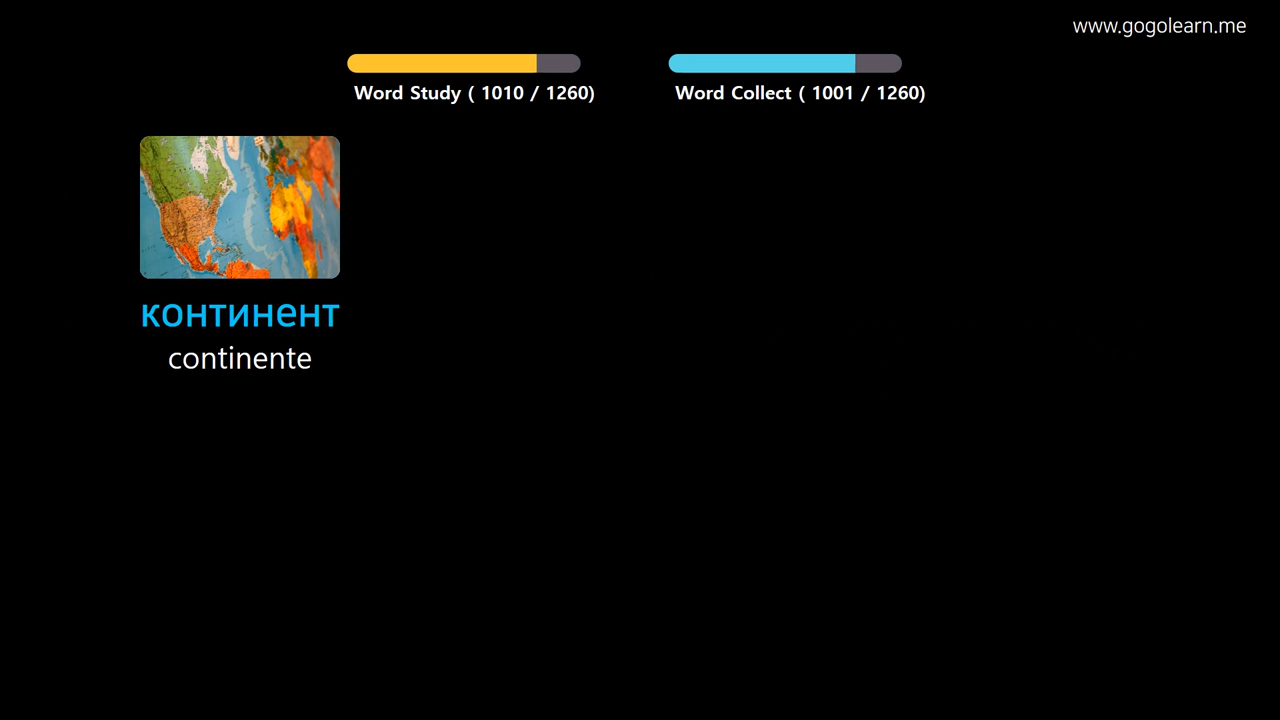 www.gogolearn.me
Word Study ( 1010 / 1260)
Word Collect ( 1001 / 1260)
континент
continente